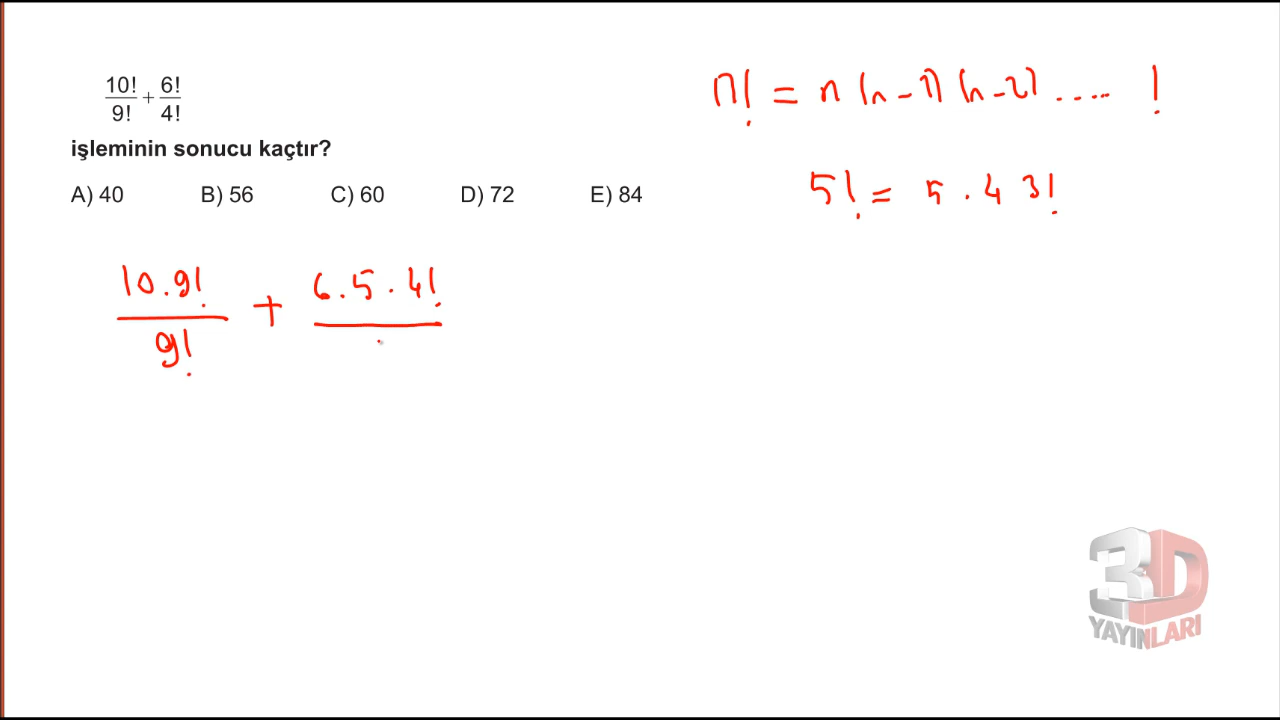 10!/9! + 6!/4!
işleminin sonucu kaçtır?
A) 40 B) 56 C) 60 D) 72 E) 84
n! = n (n-1) (n-2) ..... !
5! = 5 . 4 3!
10.9!/9! + 6.5.4!/
3D
YAYINLARI